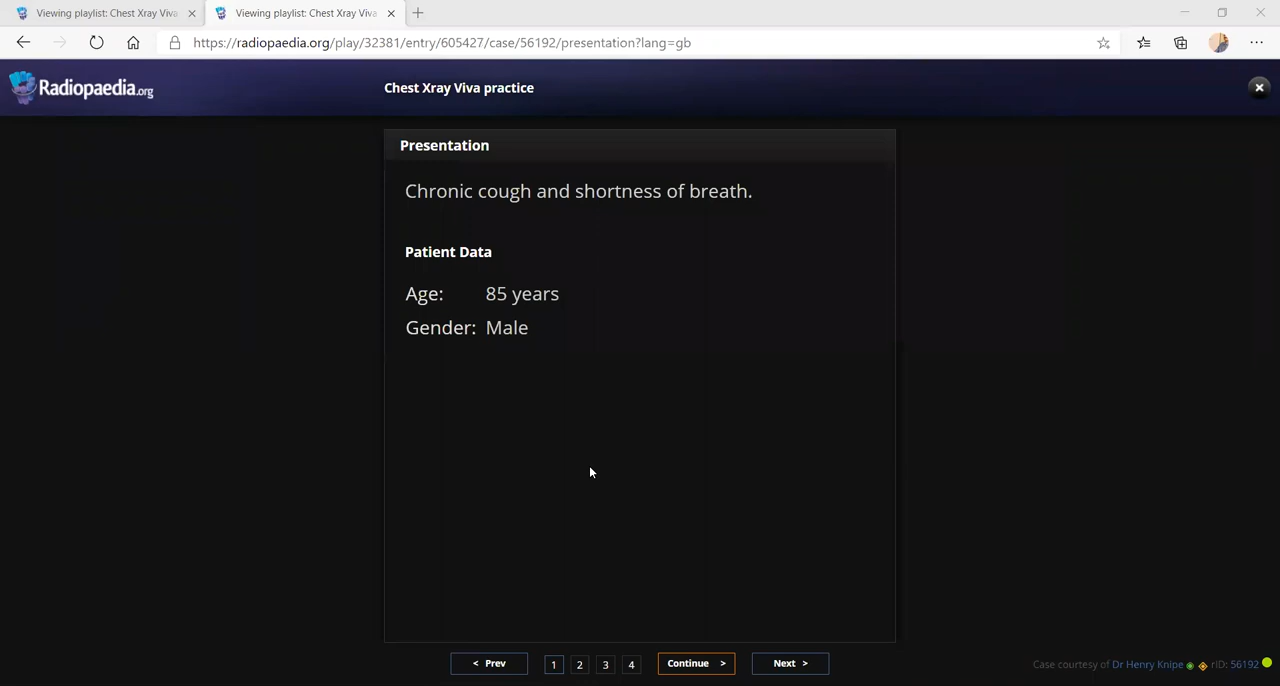 Viewing playlist: Chest Xray Viva
Viewing playlist: Chest Xray Viva
https://radiopaedia.org/play/32381/entry/605427/case/56192/presentation?lang=gb
Radiopaedia.org
Chest Xray Viva practice
Presentation
Chronic cough and shortness of breath.
Patient Data
Age: 85 years
Gender: Male
< Prev 1 2 3 4 Continue > Next >
Case courtesy of Dr Henry Knipe rID: 56192